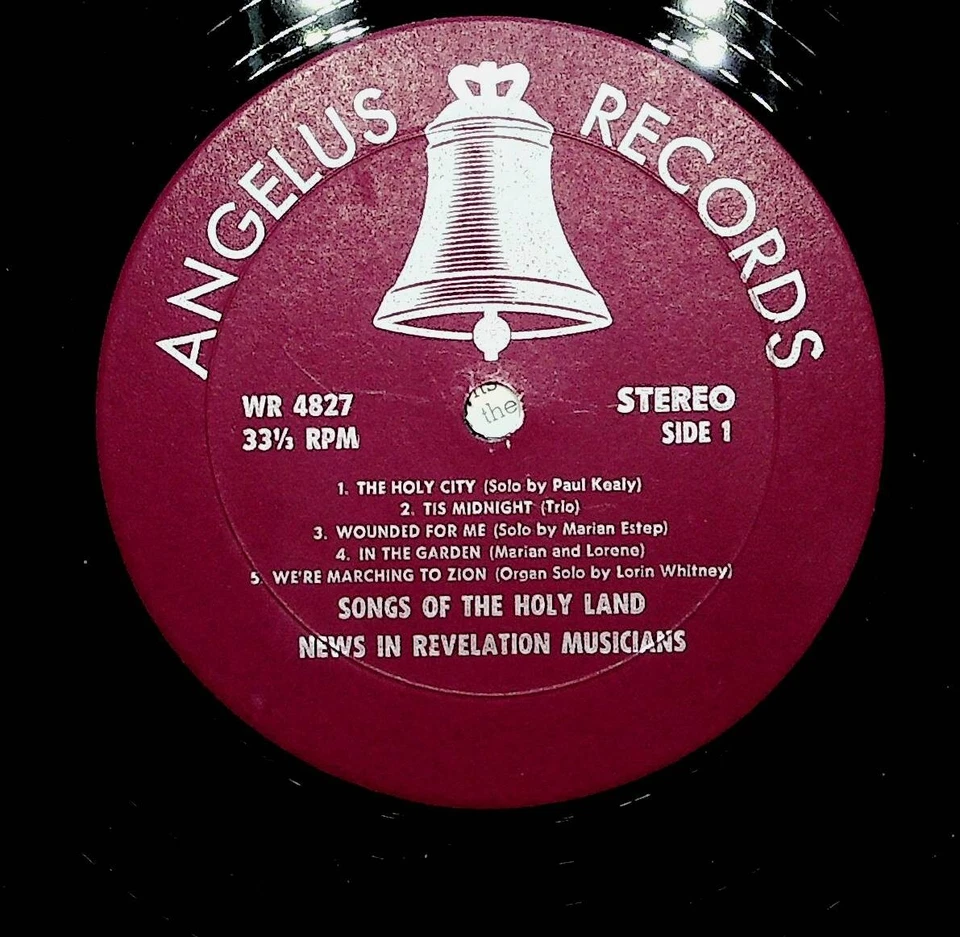 ANGELUS RECORDS
WR 4827
33⅓ RPM
STEREO
SIDE 1
the
1. THE HOLY CITY (Solo by Paul Kealy)
2. TIS MIDNIGHT (Trio)
3. WOUNDED FOR ME (Solo by Marian Estep)
4. IN THE GARDEN (Marian and Lorene)
5. WE'RE MARCHING TO ZION (Organ Solo by Lorin Whitney)
SONGS OF THE HOLY LAND
NEWS IN REVELATION MUSICIANS